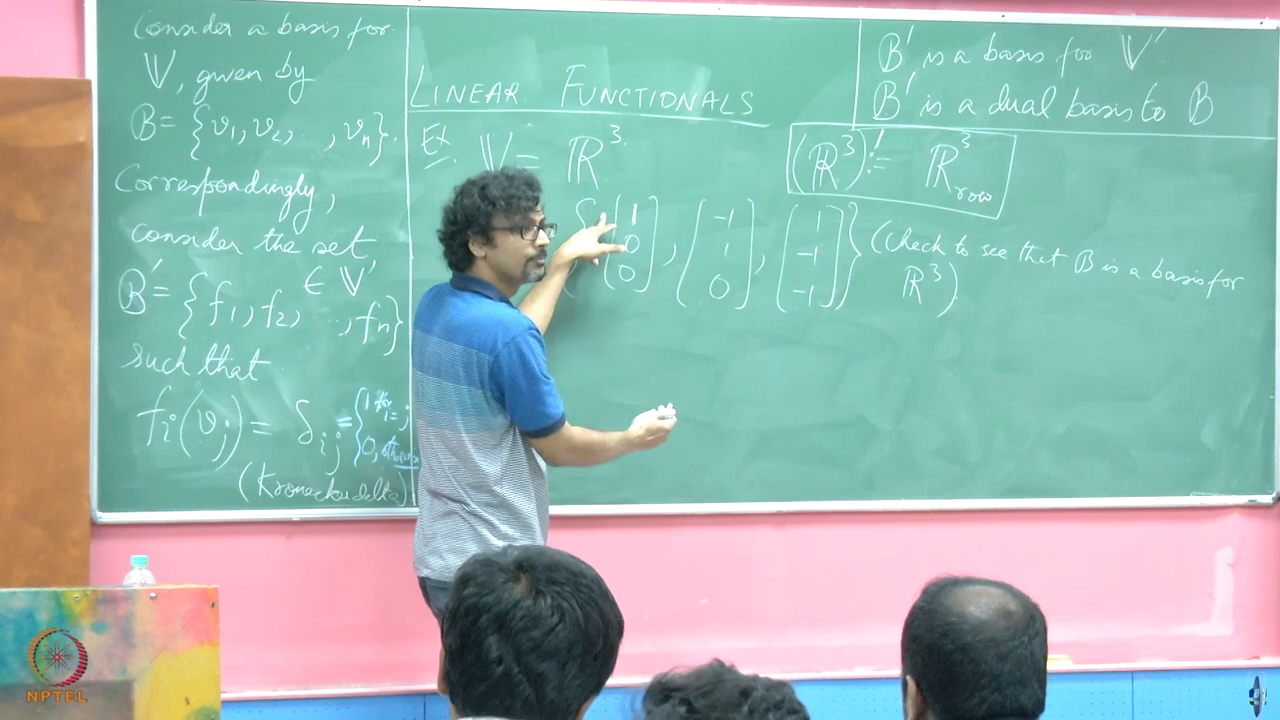 Consider a basis for
𝕍, given by
B = {v₁, v₂, . . , vₙ}.
Correspondingly,
consider the set
B′ = {f₁, f₂, . . , fₙ} ∈ 𝕍′
such that
fᵢ(vⱼ) = δᵢⱼ = {1 for i=j
0, otherwise
(Kronecker delta)
LINEAR FUNCTIONALS
Ex. 𝕍 = ℝ³.
{ [1 0 0], [-1 1 0], [1 -1 -1] } (Check to see that B is a basis for
ℝ³)
B′ is a basis for 𝕍′
B′ is a dual basis to B
(ℝ³)′ := ℝ³ row
NPTEL